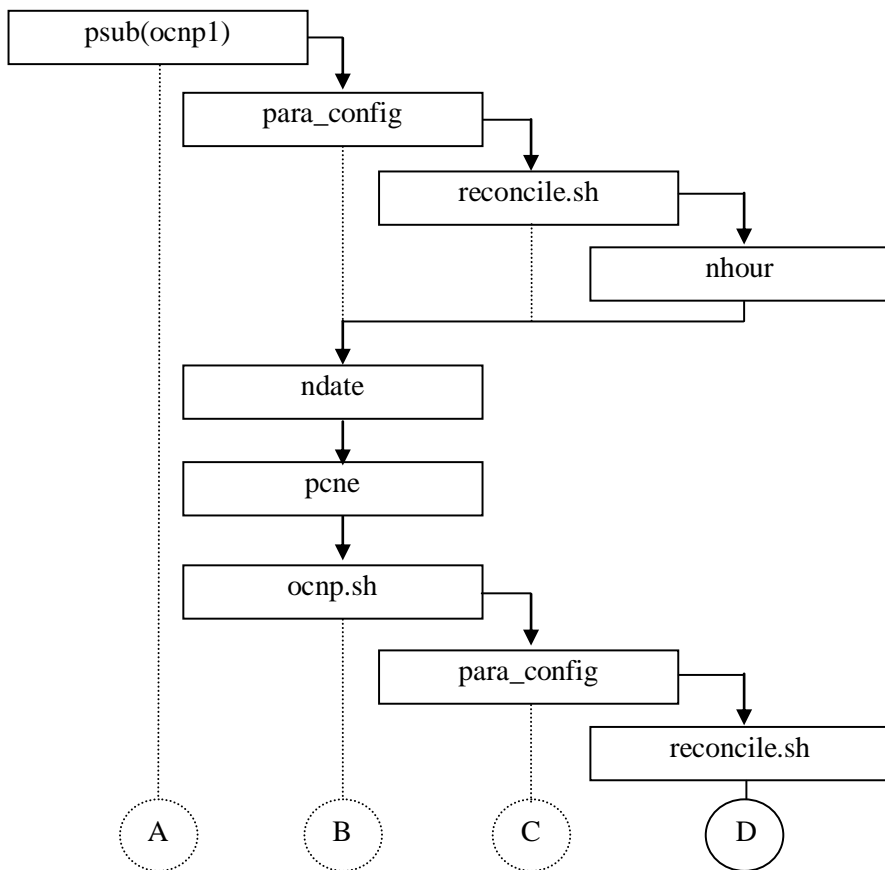 psub(ocnp1)
para_config
reconcile.sh
nhour
ndate
pcne
ocnp.sh
para_config
reconcile.sh
A
B
C
D